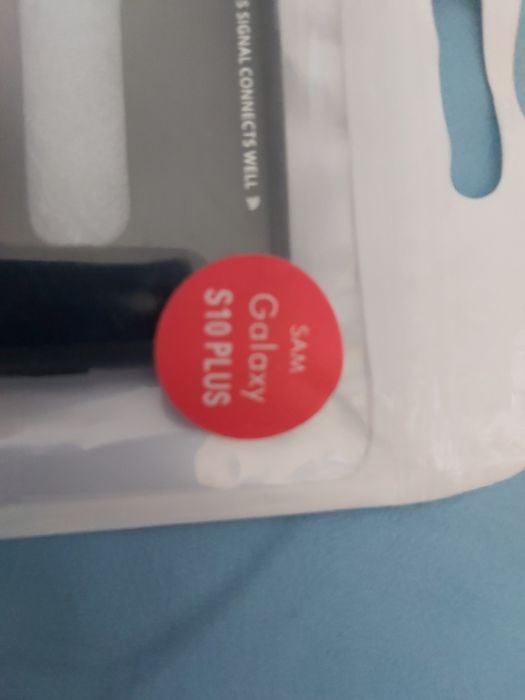 S SIGNAL CONNECTS WELL
SAM
Galaxy
S10 PLUS